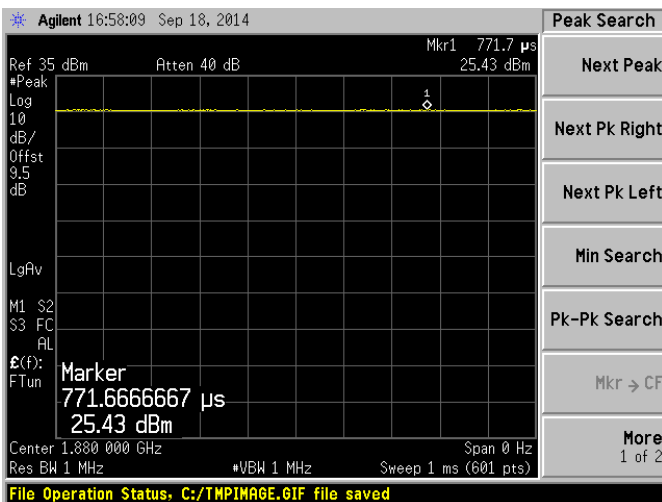 Agilent 16:58:09 Sep 18, 2014
Peak Search
Mkr1 771.7 µs
Ref 35 dBm Atten 40 dB 25.43 dBm
#Peak
Log
10
dB/
Offst
9.5
dB
1
LgAv
M1 S2
S3 FC
AL
£(f):
FTun
Marker
771.6666667 µs
25.43 dBm
Center 1.880 000 GHz Span 0 Hz
Res BW 1 MHz #VBW 1 MHz Sweep 1 ms (601 pts)
File Operation Status, C:/TMPIMAGE.GIF file saved
Next Peak
Next Pk Right
Next Pk Left
Min Search
Pk-Pk Search
Mkr → CF
More
1 of 2